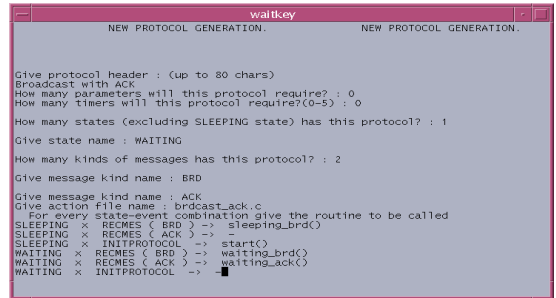 waitkey
NEW PROTOCOL GENERATION. NEW PROTOCOL GENERATION.
Give protocol header : (up to 80 chars)
Broadcast with ACK
How many parameters will this protocol require? : 0
How many timers will this protocol require?(0-5) : 0
How many states (excluding SLEEPING state) has this protocol? : 1
Give state name : WAITING
How many kinds of messages has this protocol? : 2
Give message kind name : BRD
Give message kind name : ACK
Give action file name : brdcast_ack.c
For every state-event combination give the routine to be called
SLEEPING x RECMES ( BRD ) -> sleeping_brd()
SLEEPING x RECMES ( ACK ) -> -
SLEEPING x INITPROTOCOL -> start()
WAITING x RECMES ( BRD ) -> waiting_brd()
WAITING x RECMES ( ACK ) -> waiting_ack()
WAITING x INITPROTOCOL -> -